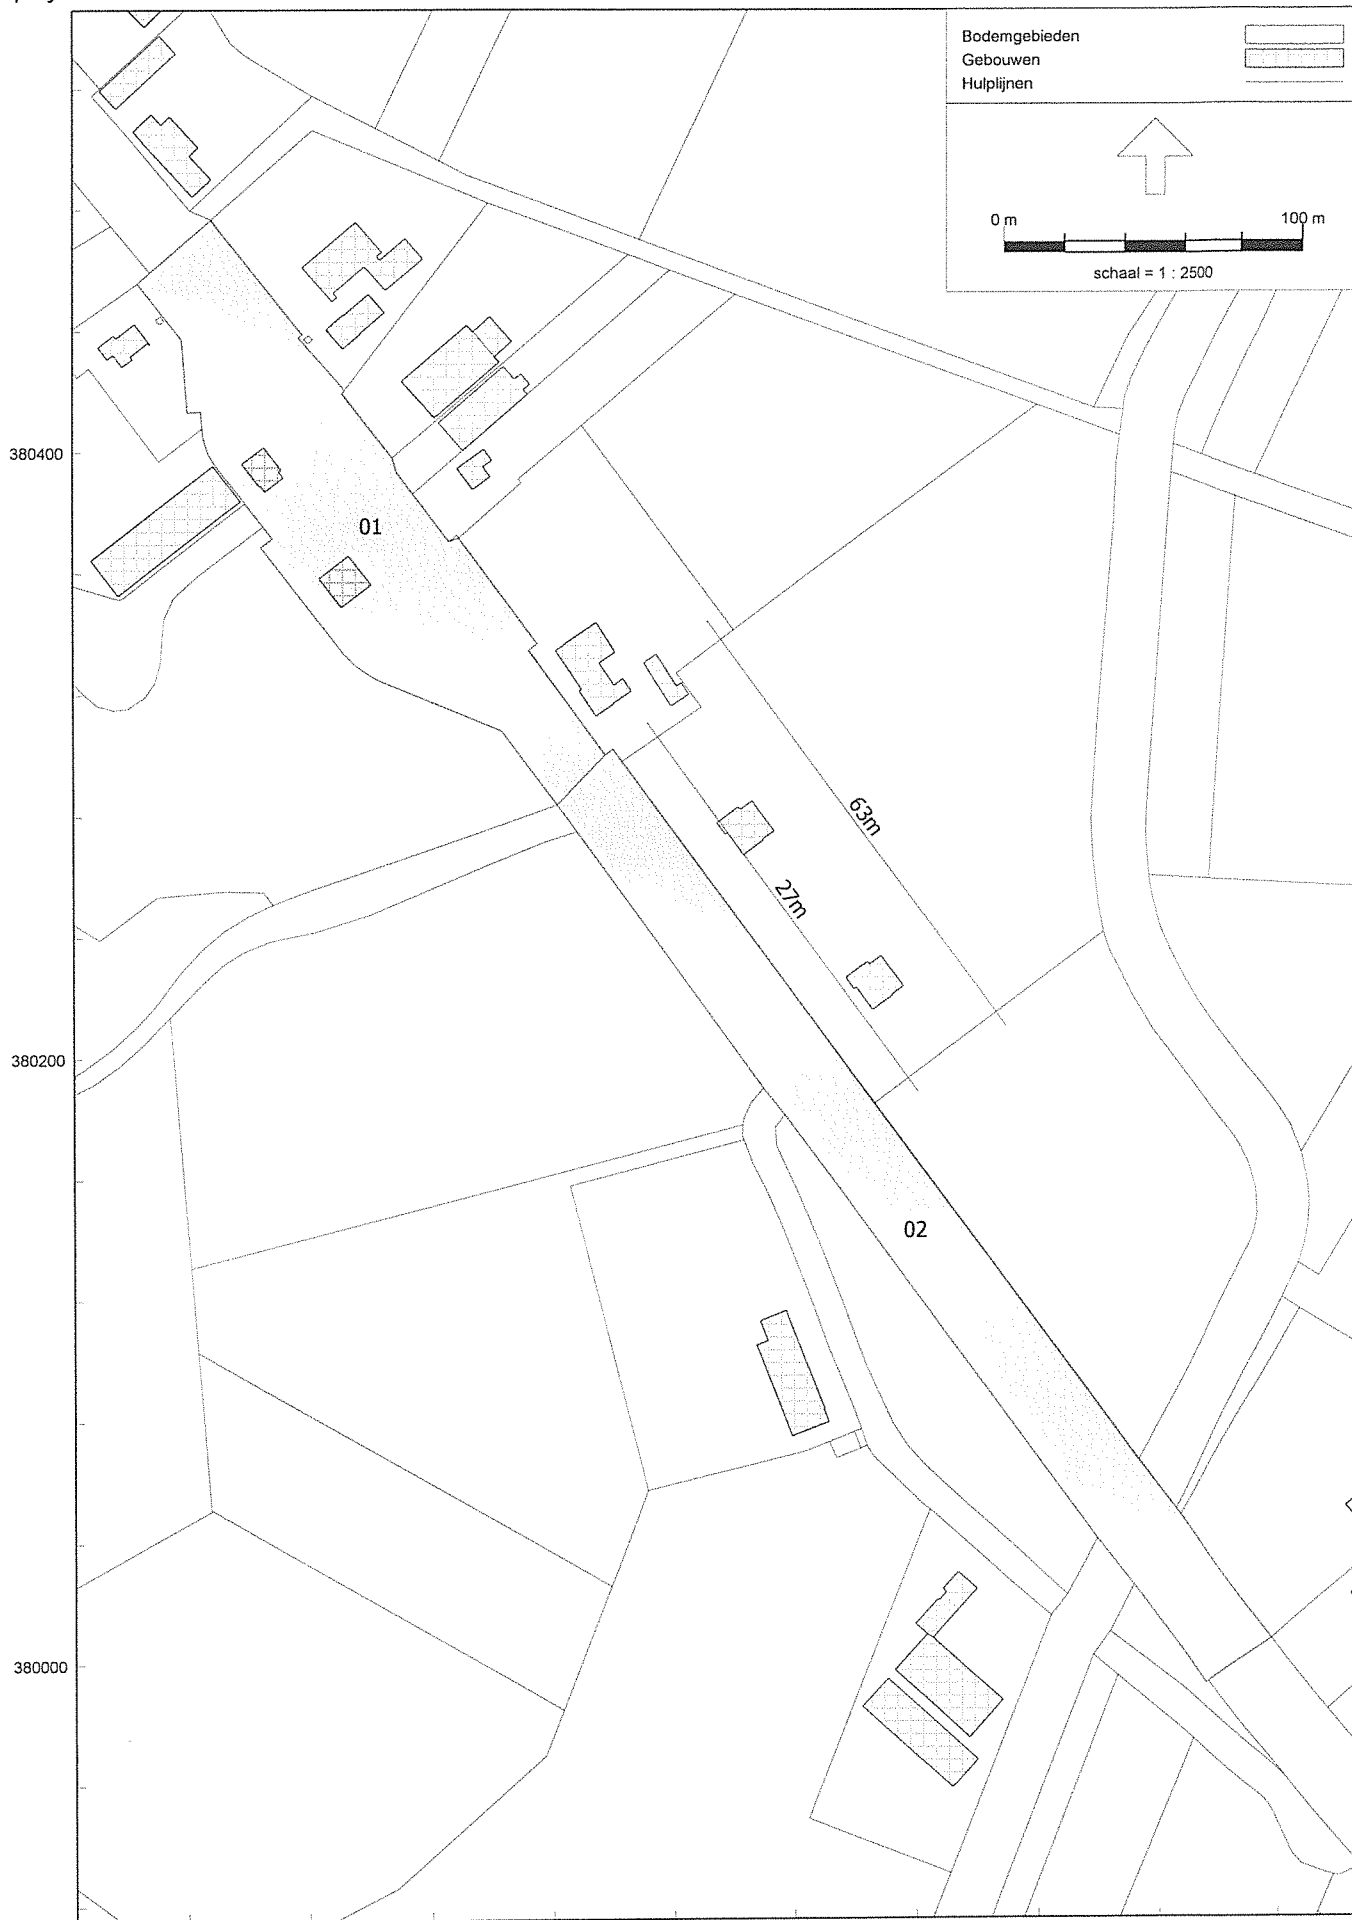 Bodemgebieden
Gebouwen
Hulplijnen
0 m
100 m
schaal = 1 : 2500
380400
01
63m
27m
380200
02
380000